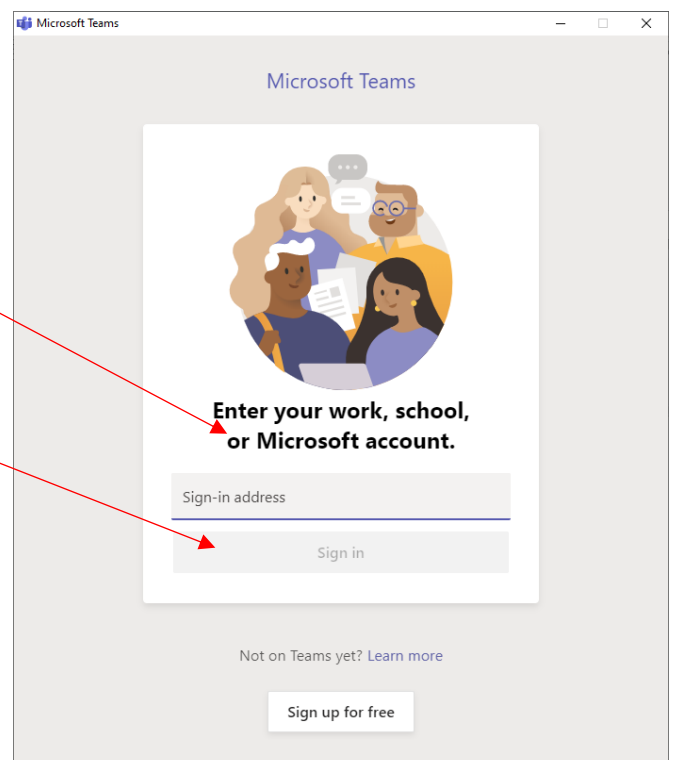 Microsoft Teams
Microsoft Teams
Enter your work, school,
or Microsoft account.
Sign-in address
Sign in
Not on Teams yet? Learn more
Sign up for free